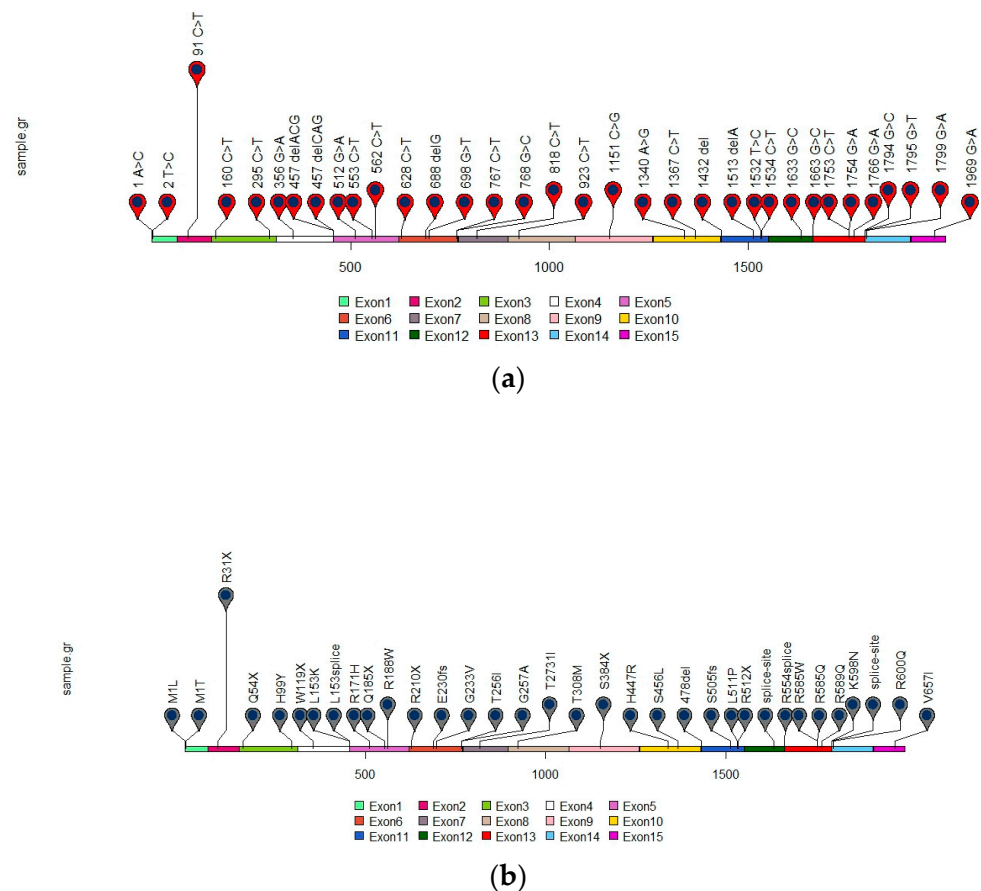 sample.gr
1 A>C
2 T>C
91 C>T
160 C>T
295 C>T
356 G>A
457 delACG
457 delCAG
512 G>A
553 C>T
562 C>T
628 C>T
688 delG
698 G>T
767 C>T
768 G>C
818 C>T
923 C>T
1151 C>G
1340 A>G
1367 C>T
1432 del
1513 delA
1532 T>C
1534 C>T
1633 G>C
1663 G>C
1753 C>T
1754 G>A
1766 G>A
1794 G>C
1795 G>T
1799 G>A
1969 G>A
500 1000 1500
Exon1 Exon2 Exon3 Exon4 Exon5
Exon6 Exon7 Exon8 Exon9 Exon10
Exon11 Exon12 Exon13 Exon14 Exon15
(a)
sample.gr
M1L
M1T
R31X
Q54X
H99Y
W119X
L153K
L153splice
R171H
Q185X
R188W
R210X
E230fs
G233V
T256I
G257A
T2731I
T308M
S384X
H447R
S456L
478del
S505fs
L511P
R512X
splice-site
R554splice
R585W
R585Q
R589Q
K598N
splice-site
R600Q
V657I
500 1000 1500
Exon1 Exon2 Exon3 Exon4 Exon5
Exon6 Exon7 Exon8 Exon9 Exon10
Exon11 Exon12 Exon13 Exon14 Exon15
(b)